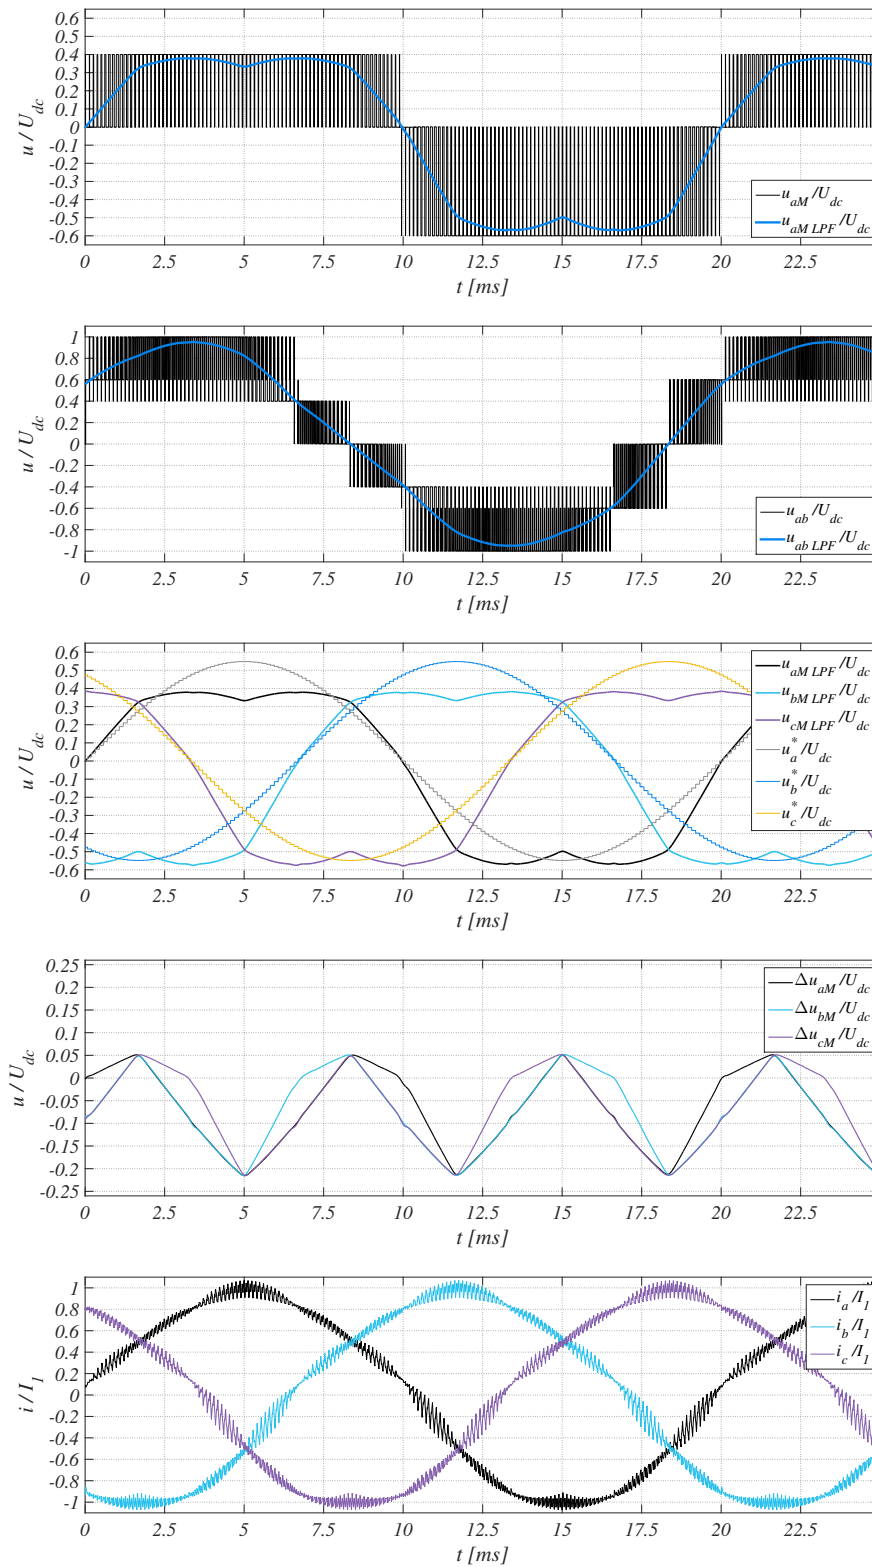 0.6
0.5
0.4
0.3
0.2
0.1
0
-0.1
-0.2
-0.3
-0.4
-0.5
-0.6
u / U_dc
u_aM /U_dc
u_aM LPF /U_dc
0 2.5 5 7.5 10 12.5 15 17.5 20 22.5
t [ms]
1
0.8
0.6
0.4
0.2
0
-0.2
-0.4
-0.6
-0.8
-1
u / U_dc
u_ab /U_dc
u_ab LPF /U_dc
0 2.5 5 7.5 10 12.5 15 17.5 20 22.5
t [ms]
0.6
0.5
0.4
0.3
0.2
0.1
0
-0.1
-0.2
-0.3
-0.4
-0.5
-0.6
u / U_dc
u_aM LPF /U_dc
u_bM LPF /U_dc
u_cM LPF /U_dc
u_a^* /U_dc
u_b^* /U_dc
u_c^* /U_dc
0 2.5 5 7.5 10 12.5 15 17.5 20 22.5
t [ms]
0.25
0.2
0.1
0.05
0
-0.05
-0.1
-0.2
-0.25
u / U_dc
Δu_aM /U_dc
Δu_bM /U_dc
Δu_cM /U_dc
0 2.5 5 7.5 10 12.5 15 17.5 20 22.5
t [ms]
1
0.8
0.6
0.4
0.2
0
-0.2
-0.4
-0.6
-0.8
-1
i / I_1
i_a /I_1
i_b /I_1
i_c /I_1
0 2.5 5 7.5 10 12.5 15 17.5 20 22.5
t [ms]